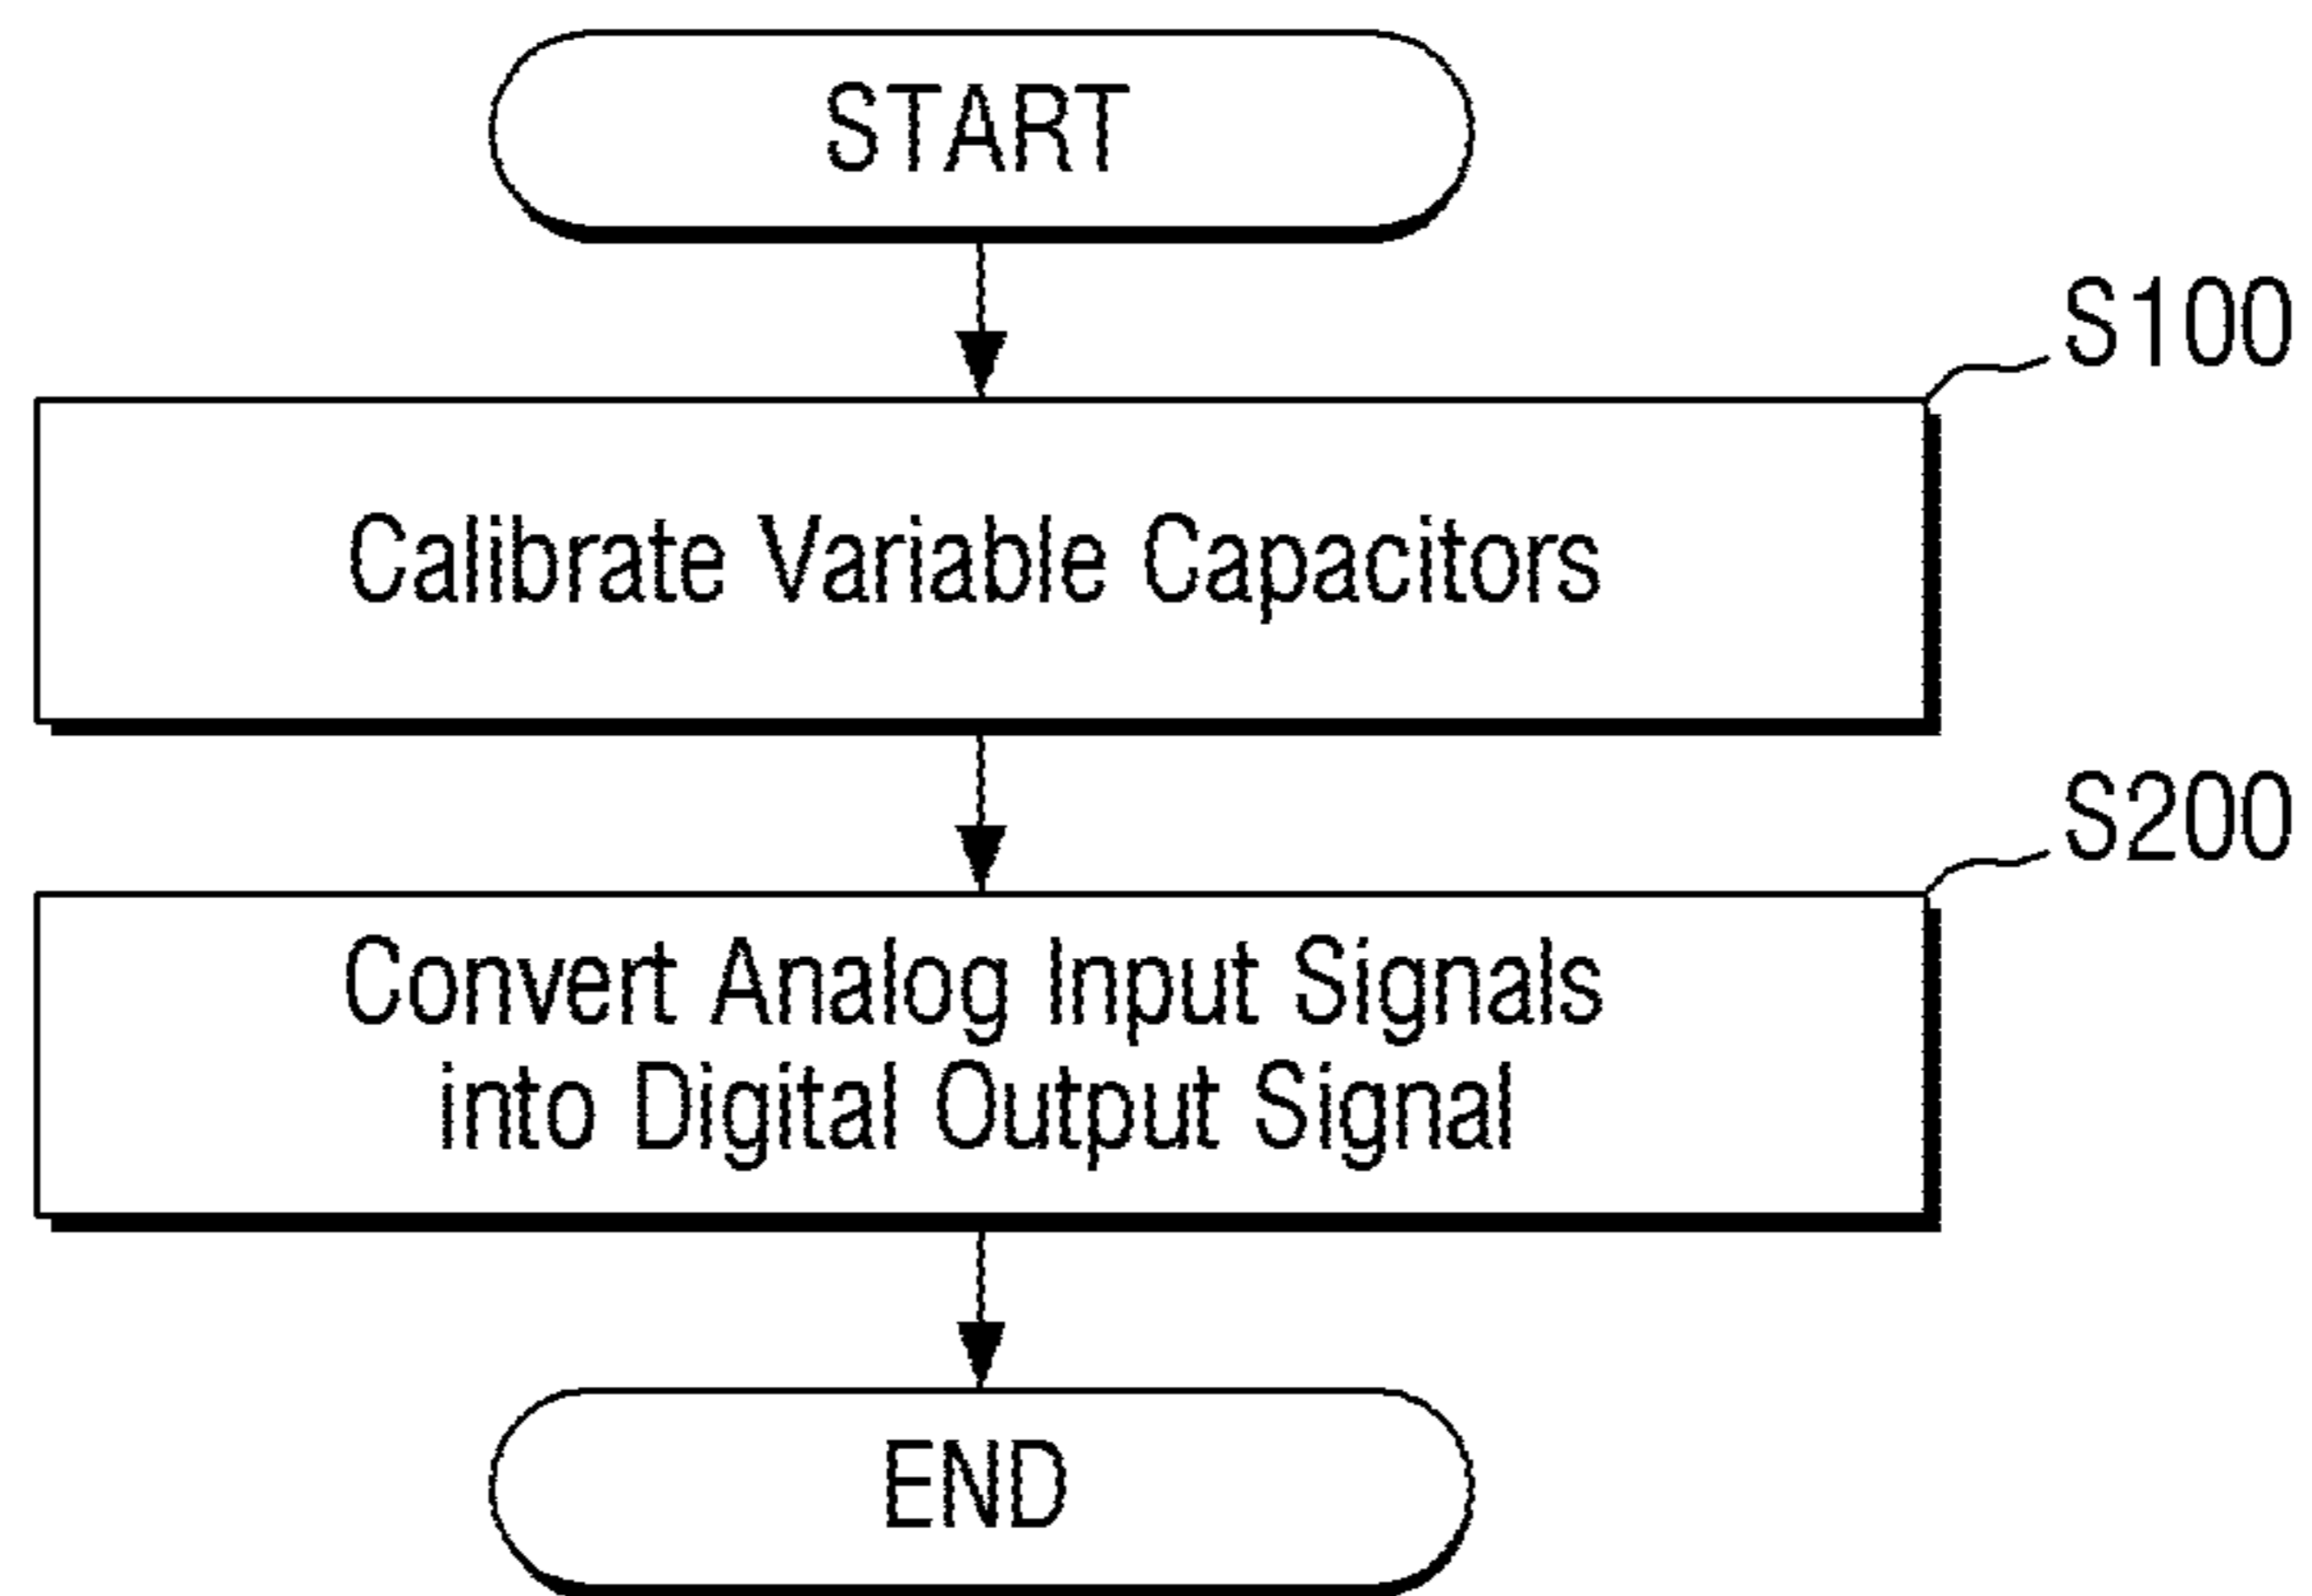 START
S100
Calibrate Variable Capacitors
S200
Convert Analog Input Signals
into Digital Output Signal
END